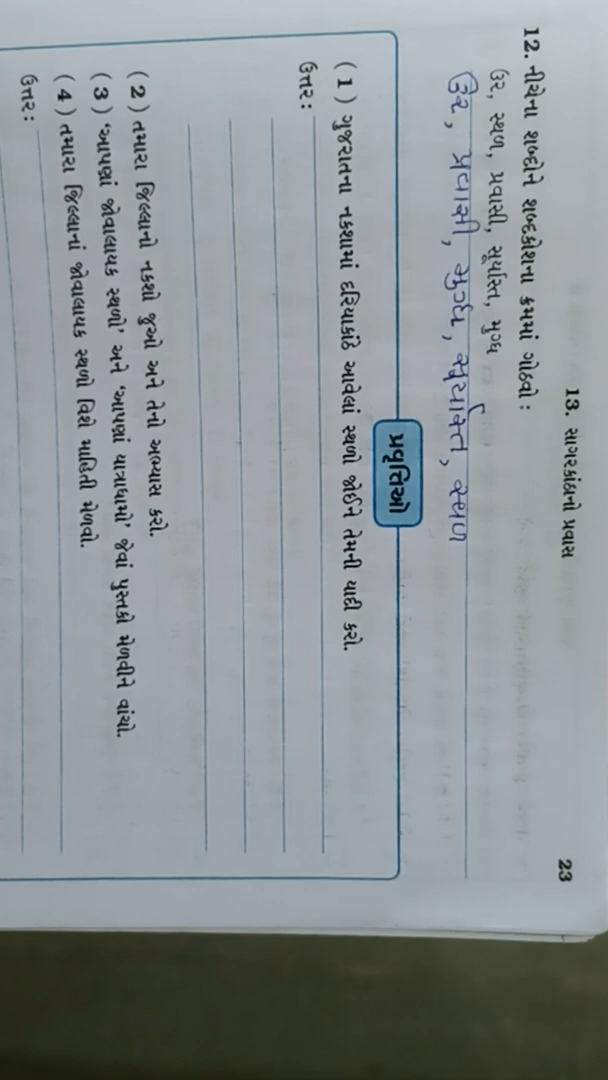 13. સાગરકાંઠાનો પ્રવાસ 23
12. નીચેના શબ્દોને શબ્દકોશના ક્રમમાં ગોઠવો :
ઉર, સ્થળ, પ્રવાસી, સૂર્યાસ્ત, મુગ્ધ
ઉર, પ્રવાસી, મુગ્ધ, સૂર્યાસ્ત, સ્થળ
પ્રવૃત્તિઓ
( 1 ) ગુજરાતના નકશામાં દરિયાકાંઠે આવેલાં સ્થળો જોઈને તેમની યાદી કરો.
ઉત્તર :
( 2 ) તમારા જિલ્લાનો નકશો જુઓ અને તેનો અભ્યાસ કરો.
( 3 ) ‘આપણાં જોવાલાયક સ્થળો’ અને ‘આપણાં યાત્રાધામો’ જેવાં પુસ્તકો મેળવીને વાંચો.
( 4 ) તમારા જિલ્લાનાં જોવાલાયક સ્થળો વિશે માહિતી મેળવો.
ઉત્તર :